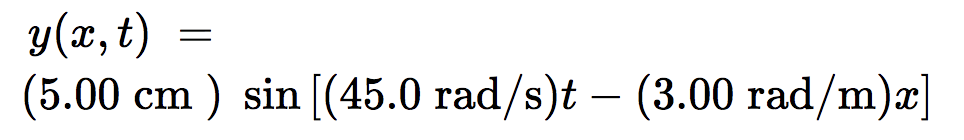 y(x, t) =
(5.00 cm ) sin [(45.0 rad/s)t − (3.00 rad/m)x]